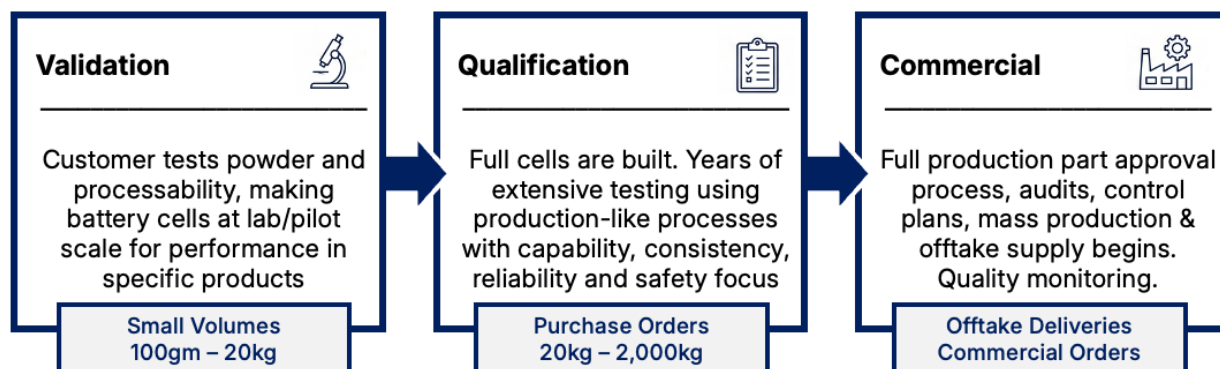 Validation
Customer tests powder and
processability, making
battery cells at lab/pilot
scale for performance in
specific products
Small Volumes
100gm – 20kg
Qualification
Full cells are built. Years of
extensive testing using
production-like processes
with capability, consistency,
reliability and safety focus
Purchase Orders
20kg – 2,000kg
Commercial
Full production part approval
process, audits, control
plans, mass production &
offtake supply begins.
Quality monitoring.
Offtake Deliveries
Commercial Orders